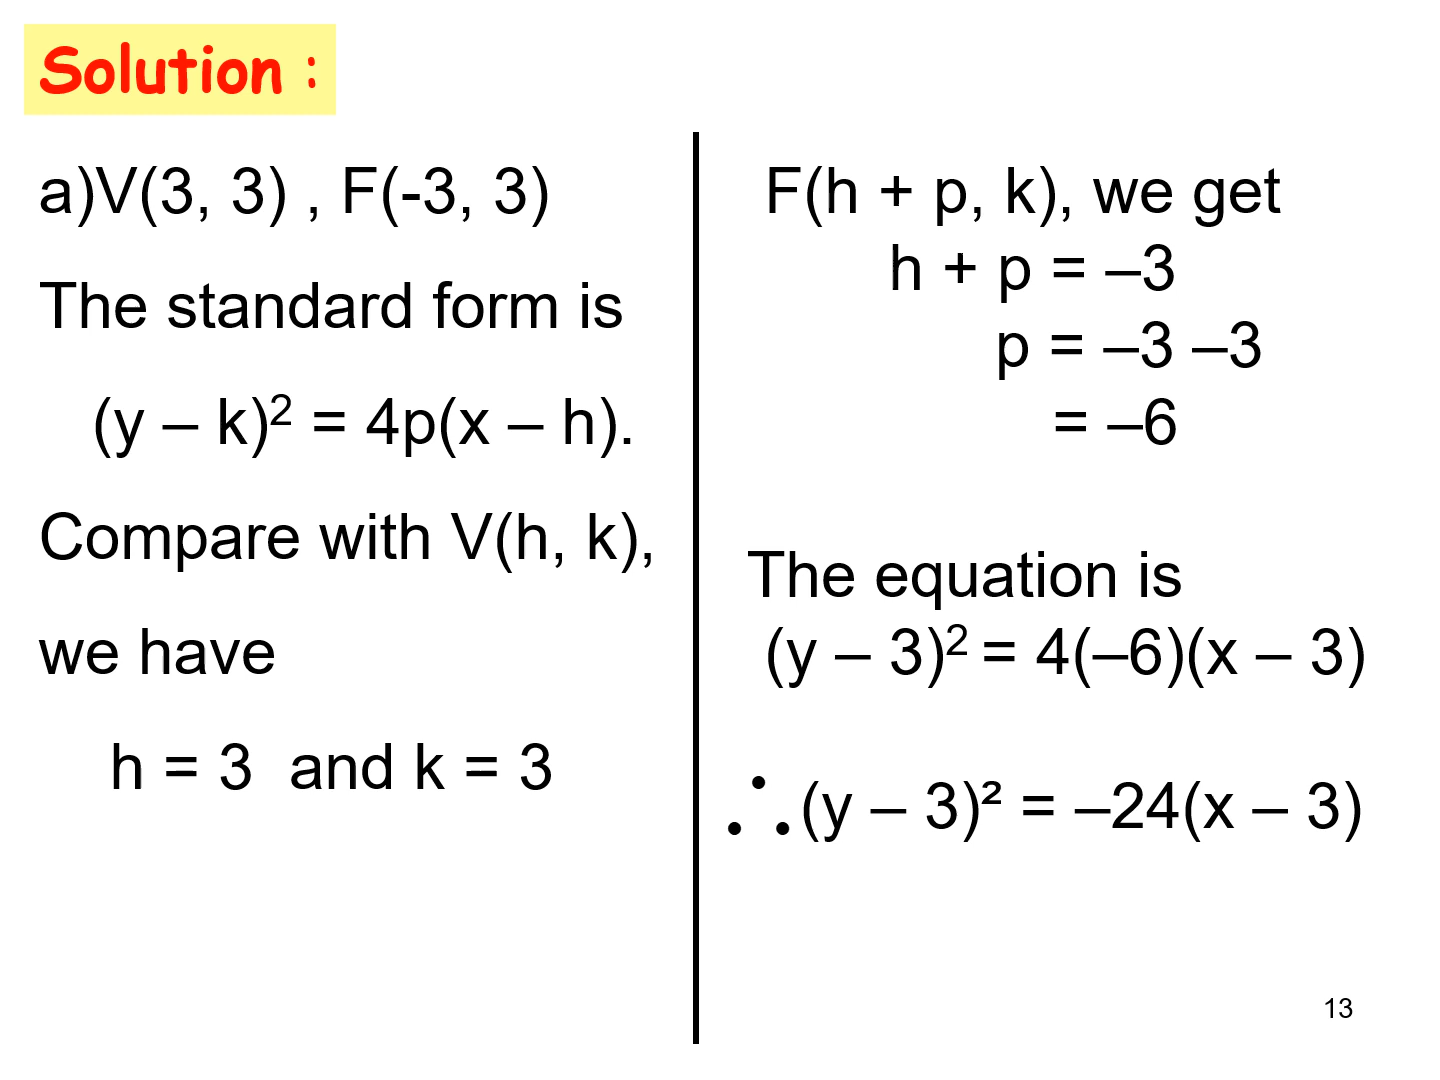 Solution :
a)V(3, 3) , F(-3, 3)
The standard form is
(y – k)² = 4p(x – h).
Compare with V(h, k),
we have
h = 3 and k = 3
F(h + p, k), we get
h + p = –3
p = –3 –3
= –6
The equation is
(y – 3)² = 4(–6)(x – 3)
∴(y – 3)² = –24(x – 3)
13